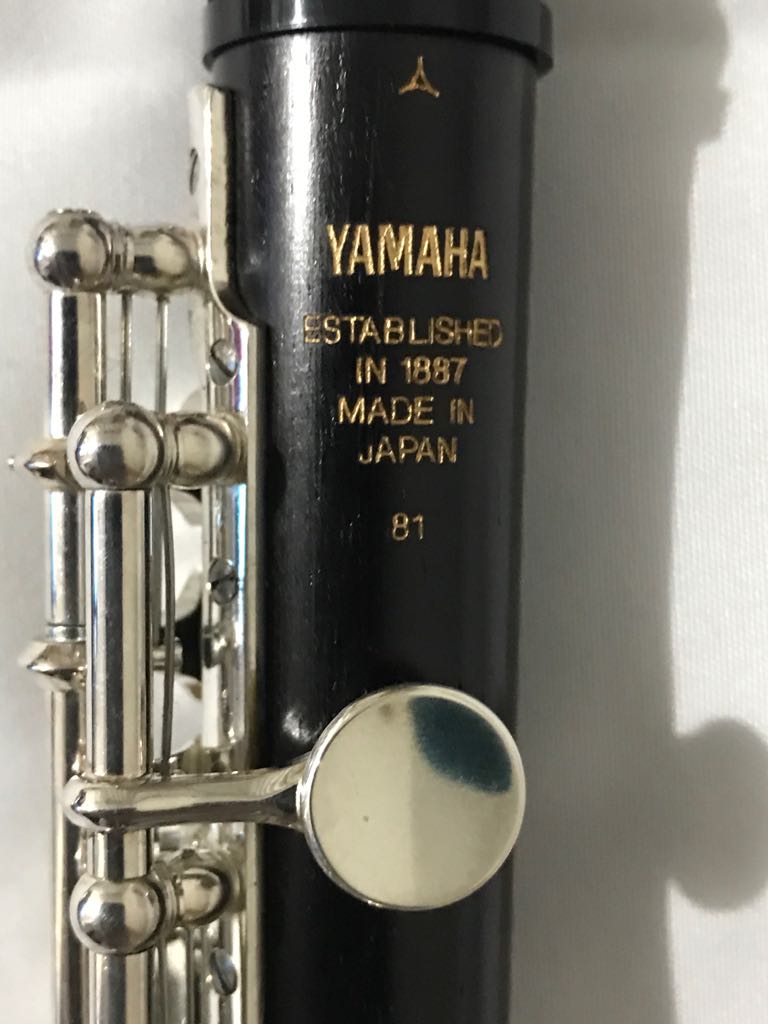 YAMAHA
ESTABLISHED
IN 1887
MADE IN
JAPAN
81